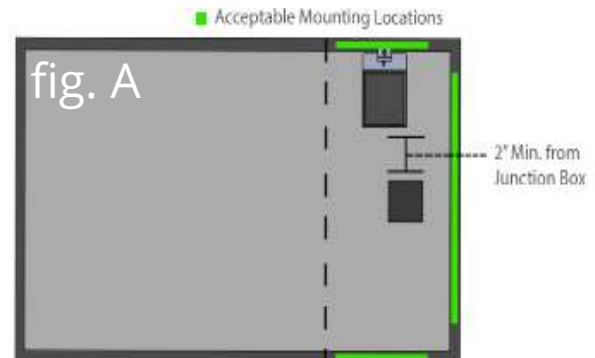 Acceptable Mounting Locations
fig. A
2" Min. from
Junction Box